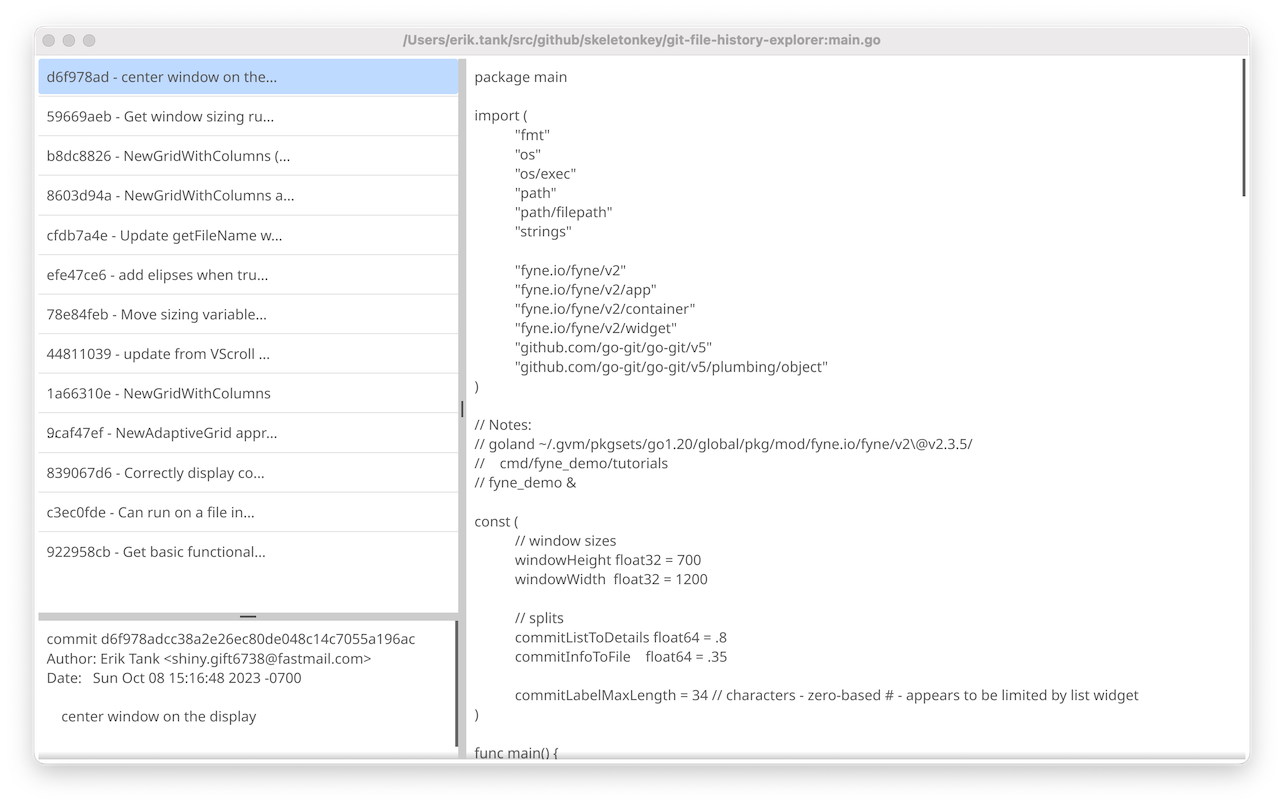 /Users/erik.tank/src/github/skeletonkey/git-file-history-explorer:main.go
d6f978ad - center window on the...
59669aeb - Get window sizing ru...
b8dc8826 - NewGridWithColumns (...
8603d94a - NewGridWithColumns a...
cfdb7a4e - Update getFileName w...
efe47ce6 - add elipses when tru...
78e84feb - Move sizing variable...
44811039 - update from VScroll ...
1a66310e - NewGridWithColumns
9caf47ef - NewAdaptiveGrid appr...
839067d6 - Correctly display co...
c3ec0fde - Can run on a file in...
922958cb - Get basic functional...
commit d6f978adcc38a2e26ec80de048c14c7055a196ac
Author: Erik Tank <shiny.gift6738@fastmail.com>
Date:   Sun Oct 08 15:16:48 2023 -0700
    center window on the display
package main
import (
	"fmt"
	"os"
	"os/exec"
	"path"
	"path/filepath"
	"strings"
	"fyne.io/fyne/v2"
	"fyne.io/fyne/v2/app"
	"fyne.io/fyne/v2/container"
	"fyne.io/fyne/v2/widget"
	"github.com/go-git/go-git/v5"
	"github.com/go-git/go-git/v5/plumbing/object"
)
// Notes:
// goland ~/.gvm/pkgsets/go1.20/global/pkg/mod/fyne.io/fyne/v2\@v2.3.5/
//    cmd/fyne_demo/tutorials
// fyne_demo &
const (
	// window sizes
	windowHeight float32 = 700
	windowWidth  float32 = 1200
	// splits
	commitListToDetails float64 = .8
	commitInfoToFile    float64 = .35
	commitLabelMaxLength = 34 // characters - zero-based # - appears to be limited by list widget
)
func main() {